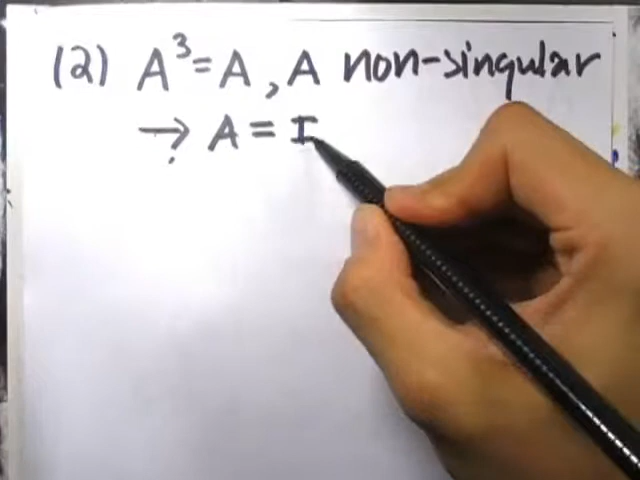 (2) A³ = A, A non-singular
→ A = I
?